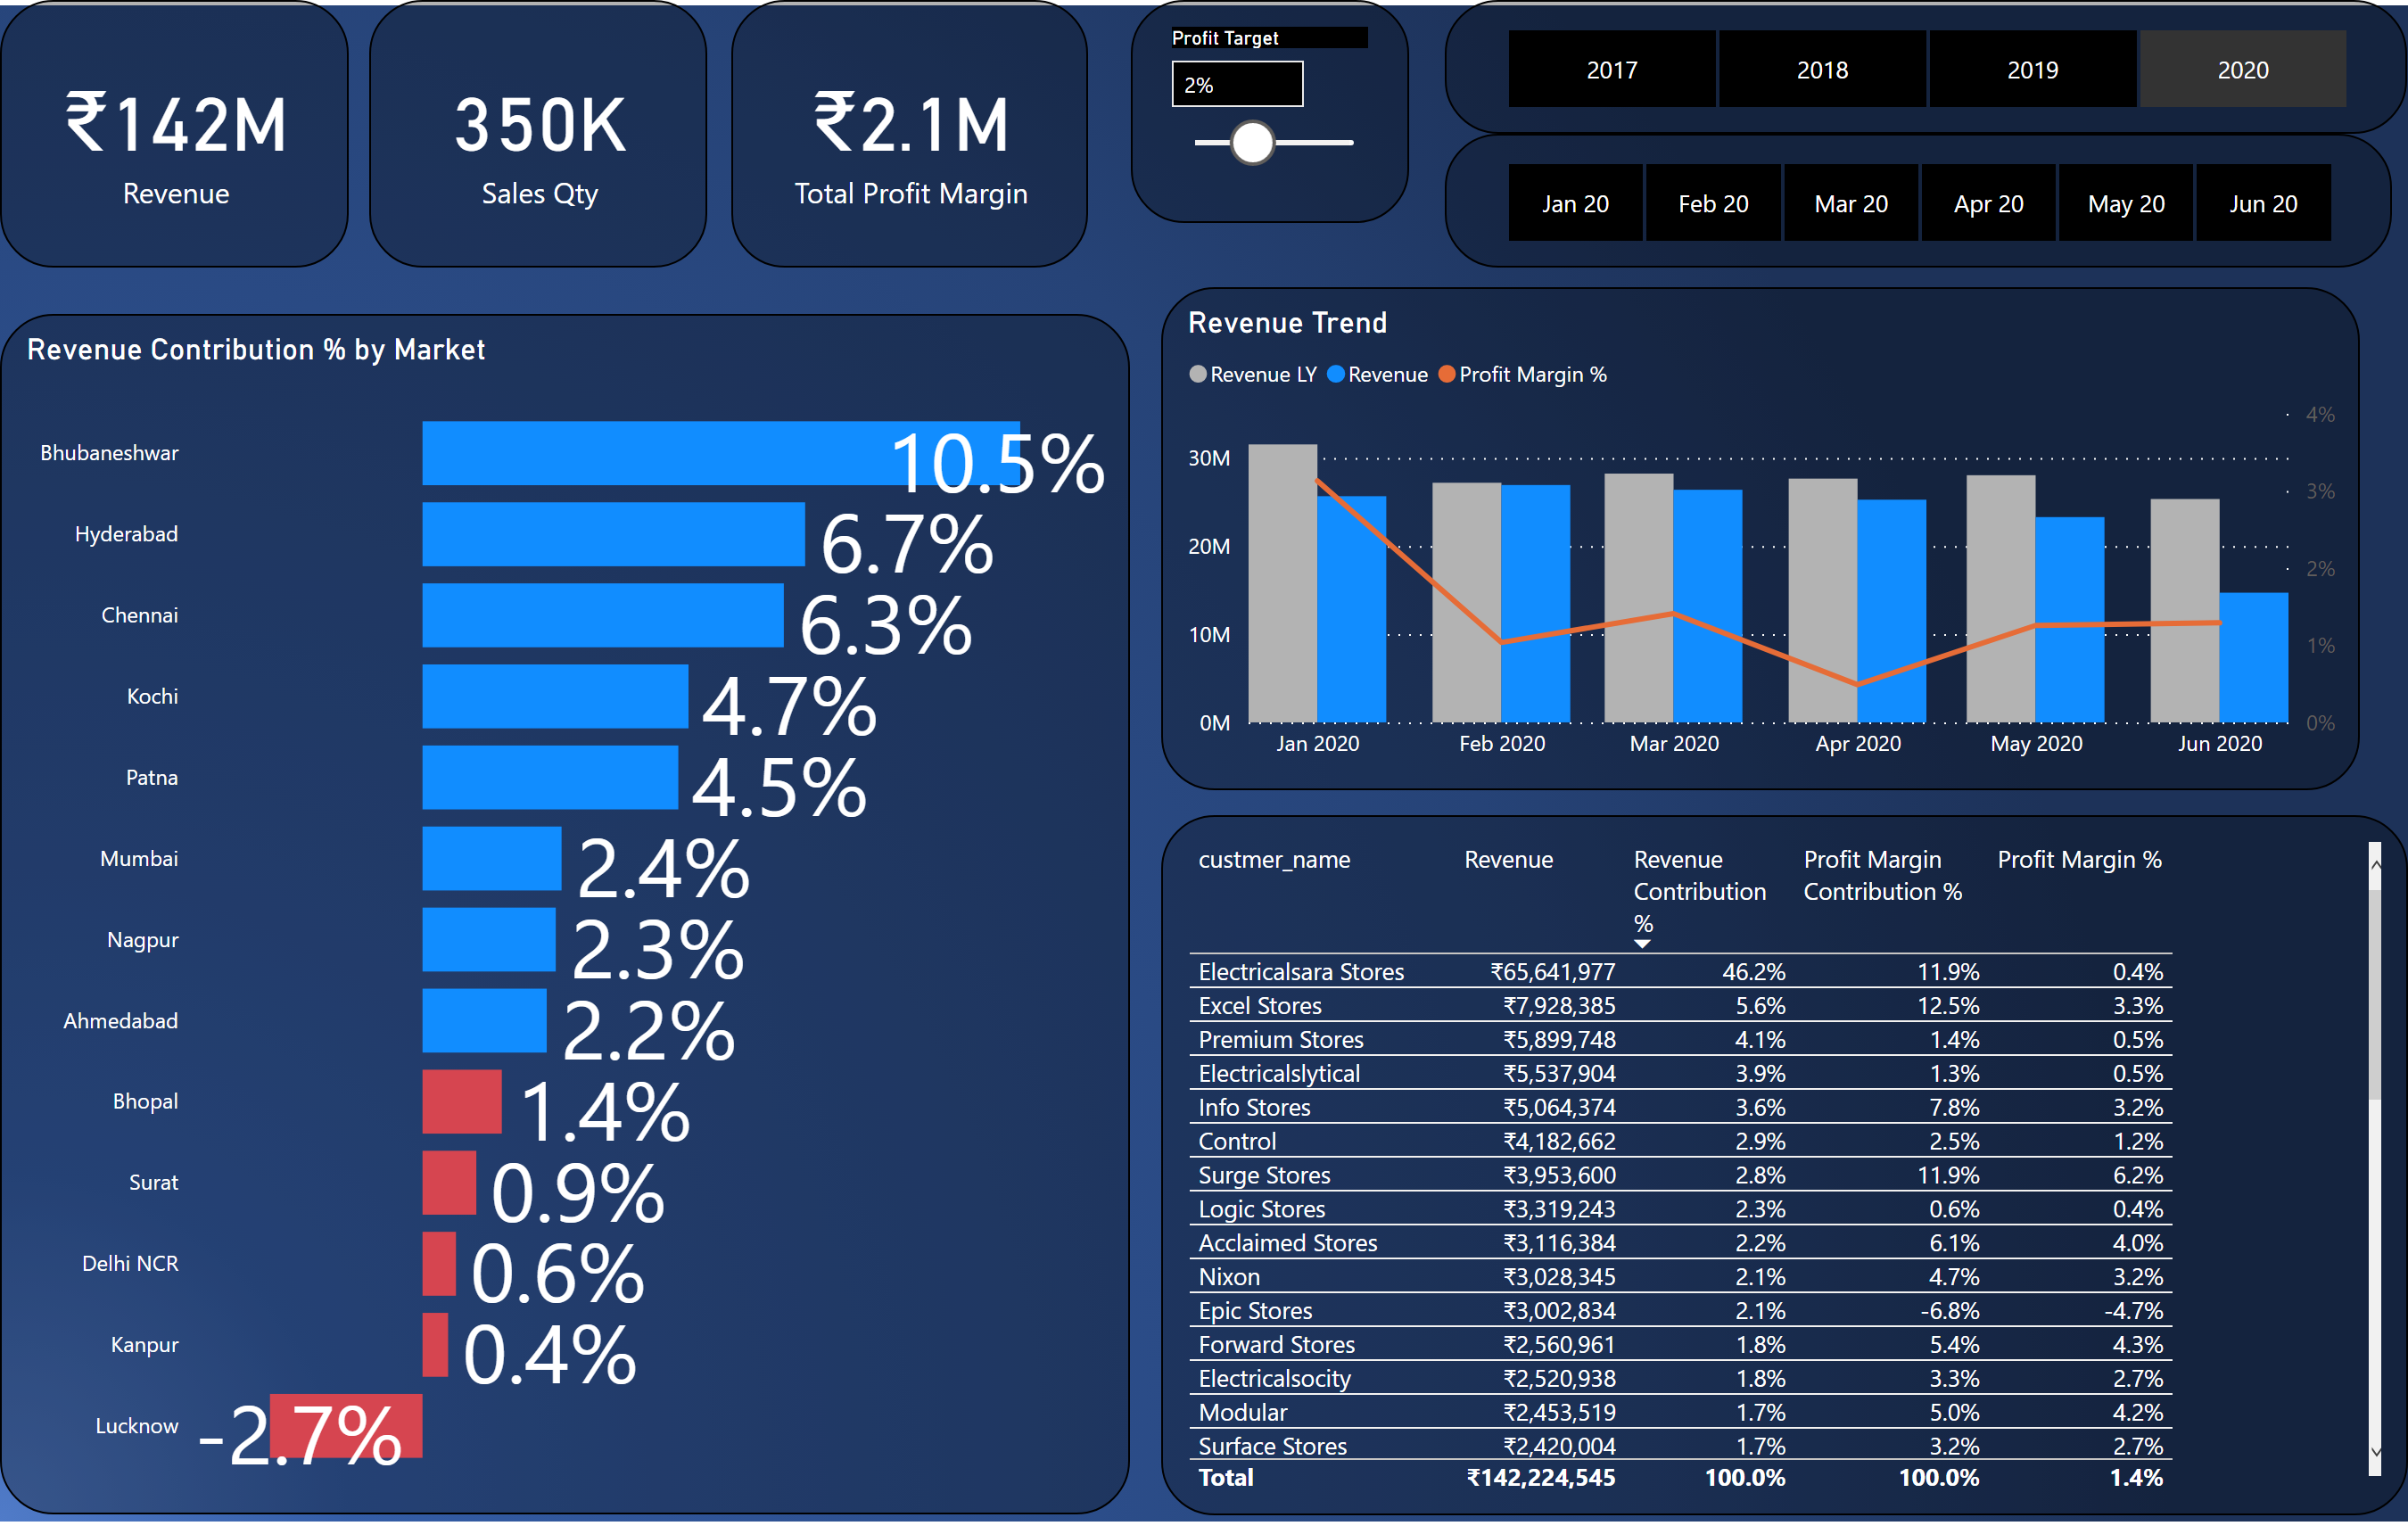 ₹142M
Revenue
350K
Sales Qty
₹2.1M
Total Profit Margin
Profit Target
2%
2017 2018 2019 2020
Jan 20 Feb 20 Mar 20 Apr 20 May 20 Jun 20
Revenue Contribution % by Market
Bhubaneshwar 10.5%
Hyderabad 6.7%
Chennai 6.3%
Kochi 4.7%
Patna 4.5%
Mumbai 2.4%
Nagpur 2.3%
Ahmedabad 2.2%
Bhopal 1.4%
Surat 0.9%
Delhi NCR 0.6%
Kanpur 0.4%
Lucknow -2.7%
Revenue Trend
Revenue LY Revenue Profit Margin %
4%
30M
3%
20M
2%
10M
1%
0M
0%
Jan 2020 Feb 2020 Mar 2020 Apr 2020 May 2020 Jun 2020
custmer_name Revenue Revenue Profit Margin Profit Margin %
Contribution Contribution %
%
Electricalsara Stores ₹65,641,977 46.2% 11.9% 0.4%
Excel Stores ₹7,928,385 5.6% 12.5% 3.3%
Premium Stores ₹5,899,748 4.1% 1.4% 0.5%
Electricalslytical ₹5,537,904 3.9% 1.3% 0.5%
Info Stores ₹5,064,374 3.6% 7.8% 3.2%
Control ₹4,182,662 2.9% 2.5% 1.2%
Surge Stores ₹3,953,600 2.8% 11.9% 6.2%
Logic Stores ₹3,319,243 2.3% 0.6% 0.4%
Acclaimed Stores ₹3,116,384 2.2% 6.1% 4.0%
Nixon ₹3,028,345 2.1% 4.7% 3.2%
Epic Stores ₹3,002,834 2.1% -6.8% -4.7%
Forward Stores ₹2,560,961 1.8% 5.4% 4.3%
Electricalsocity ₹2,520,938 1.8% 3.3% 2.7%
Modular ₹2,453,519 1.7% 5.0% 4.2%
Surface Stores ₹2,420,004 1.7% 3.2% 2.7%
Total ₹142,224,545 100.0% 100.0% 1.4%